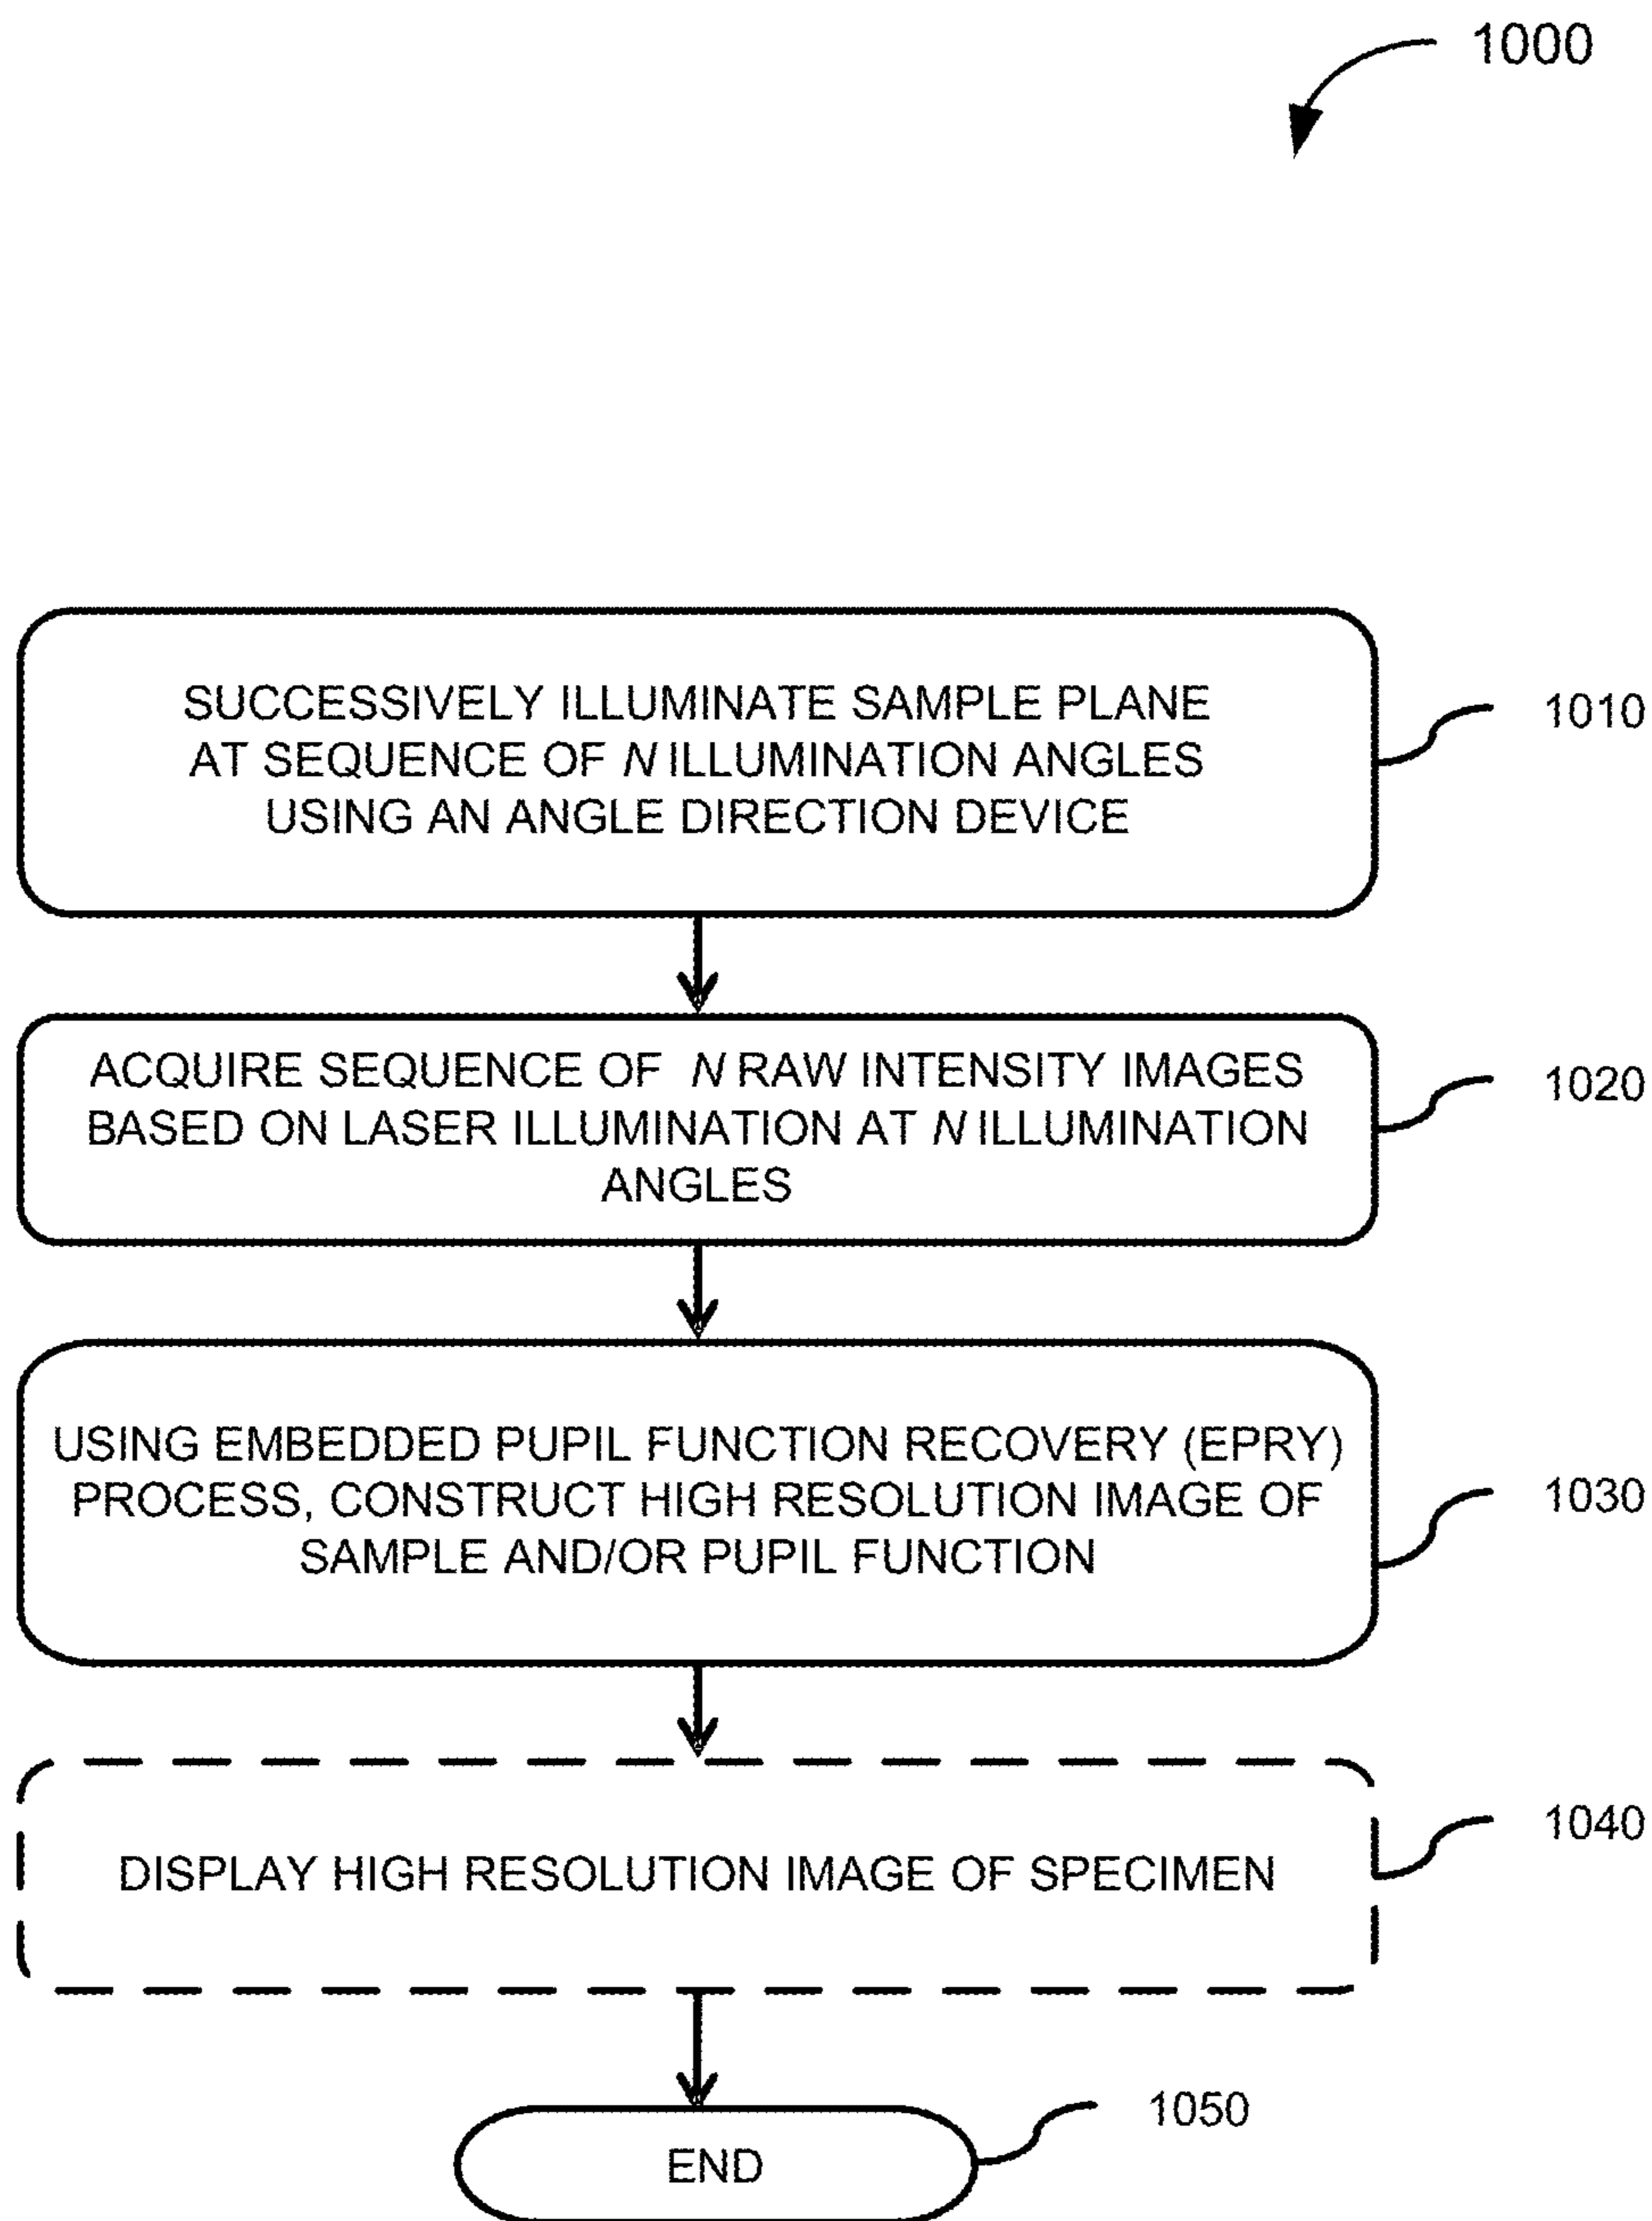 1000
SUCCESSIVELY ILLUMINATE SAMPLE PLANE
AT SEQUENCE OF N ILLUMINATION ANGLES
USING AN ANGLE DIRECTION DEVICE
1010
ACQUIRE SEQUENCE OF N RAW INTENSITY IMAGES
BASED ON LASER ILLUMINATION AT N ILLUMINATION
ANGLES
1020
USING EMBEDDED PUPIL FUNCTION RECOVERY (EPRY)
PROCESS, CONSTRUCT HIGH RESOLUTION IMAGE OF
SAMPLE AND/OR PUPIL FUNCTION
1030
DISPLAY HIGH RESOLUTION IMAGE OF SPECIMEN
1040
END
1050